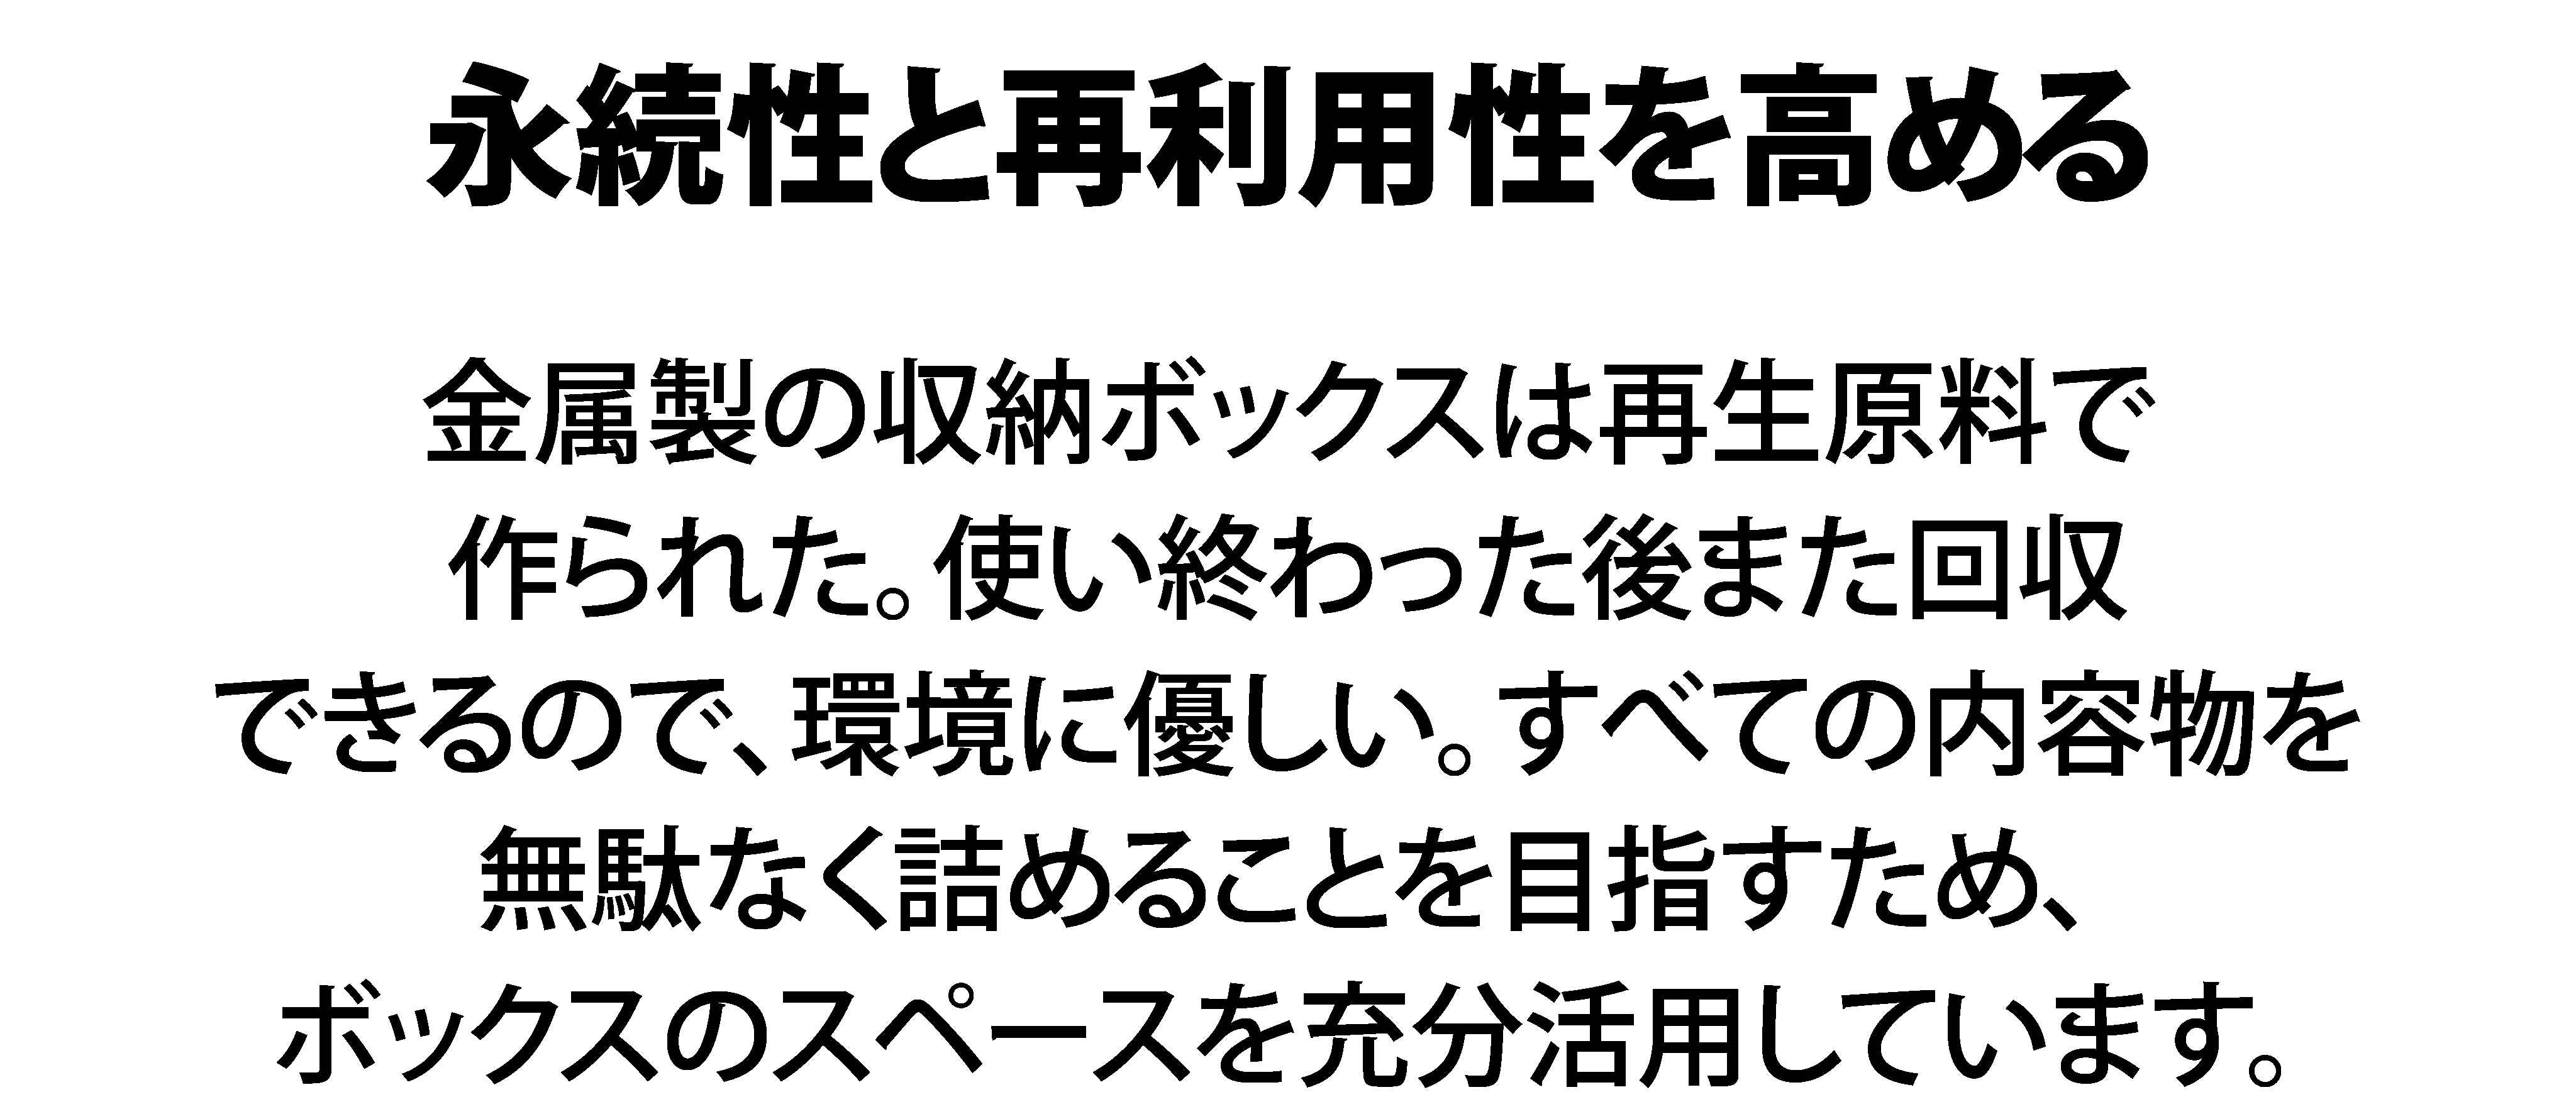 永続性と再利用性を高める
金属製の収納ボックスは再生原料で
作られた。使い終わった後また回収
できるので、環境に優しい。すべての内容物を
無駄なく詰めることを目指すため、
ボックスのスペースを充分活用しています。